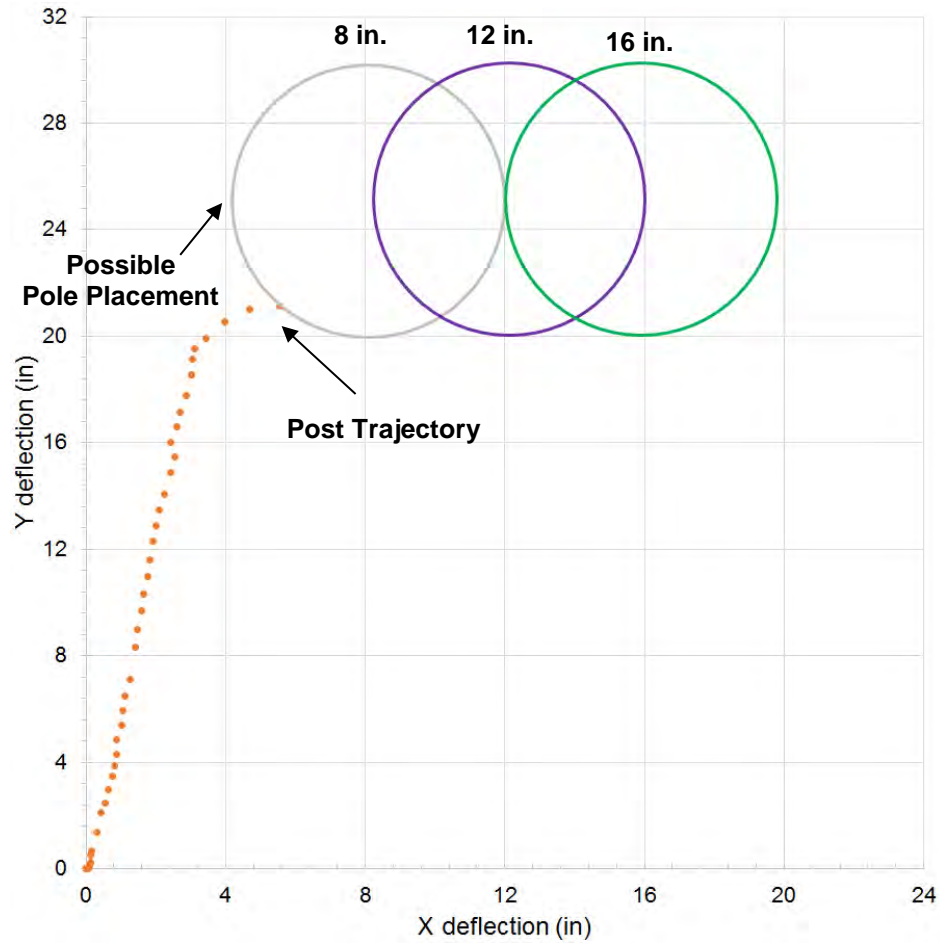 32
8 in.
12 in.
16 in.
28
24
Possible
Pole Placement
20
Post Trajectory
16
12
8
4
0
Y deflection (in)
0
4
8
12
16
20
24
X deflection (in)